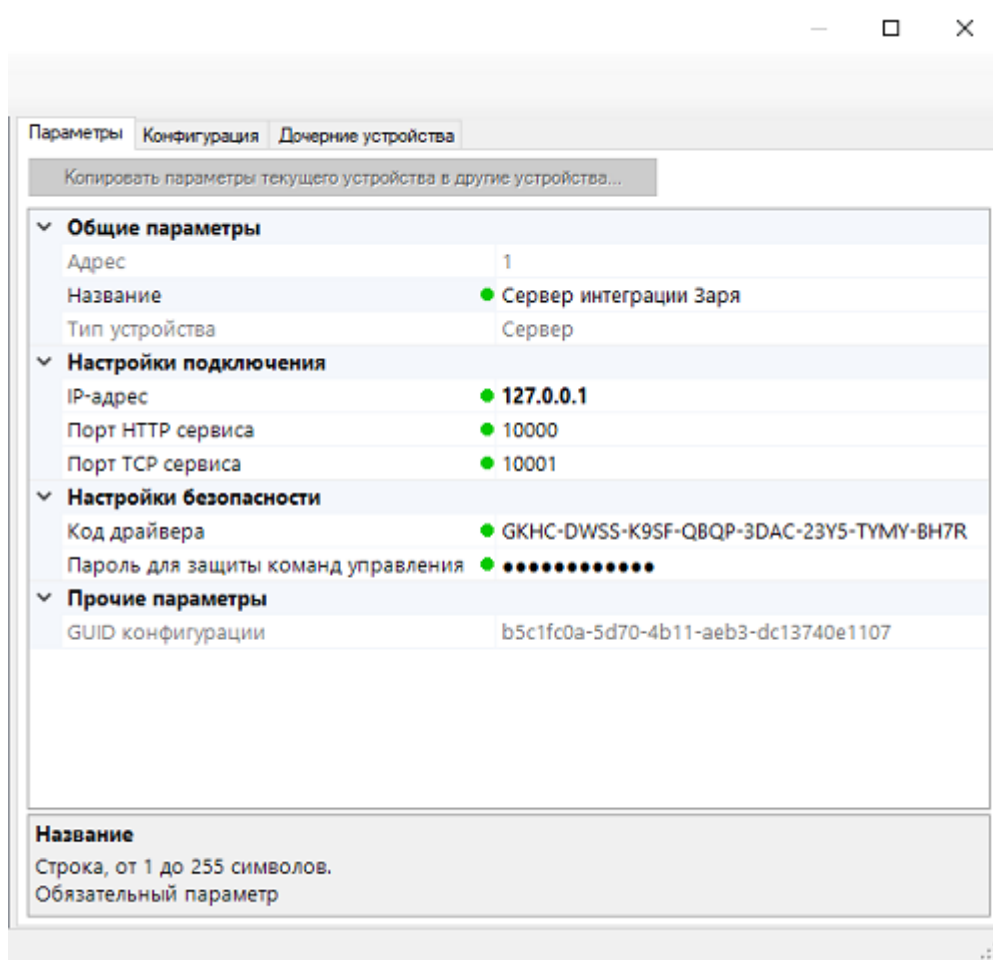 Параметры Конфигурация Дочерние устройства
Копировать параметры текущего устройства в другие устройства...
Общие параметры
Адрес 1
Название Сервер интеграции Заря
Тип устройства Сервер
Настройки подключения
IP-адрес 127.0.0.1
Порт HTTP сервиса 10000
Порт TCP сервиса 10001
Настройки безопасности
Код драйвера GKHC-DWSS-K9SF-QBQP-3DAC-23Y5-TYMY-BH7R
Пароль для защиты команд управления ●●●●●●●●●●●●
Прочие параметры
GUID конфигурации b5c1fc0a-5d70-4b11-aeb3-dc13740e1107
Название
Строка, от 1 до 255 символов.
Обязательный параметр